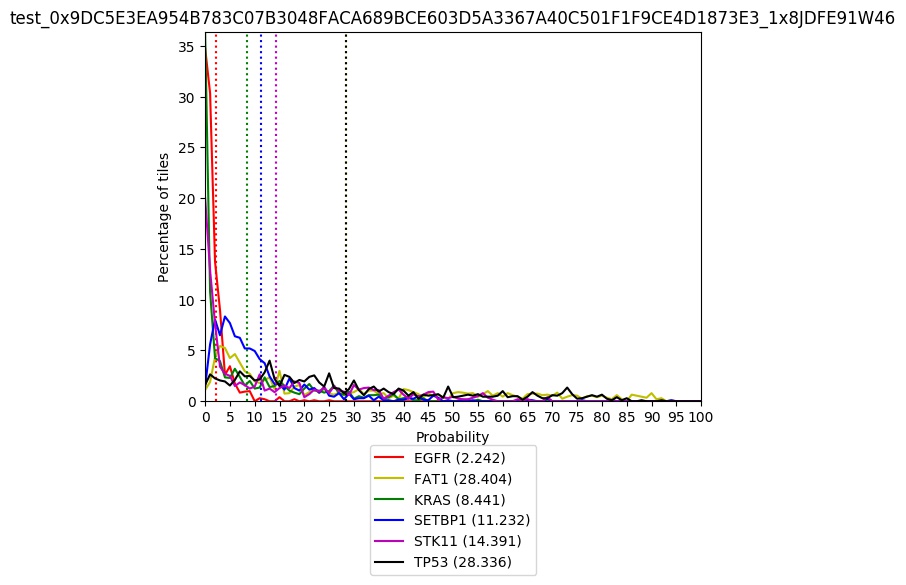 test_0x9DC5E3EA954B783C07B3048FACA689BCE603D5A3367A40C501F1F9CE4D1873E3_1x8JDFE91W46
35
30
25
20
15
10
5
0
Percentage of tiles
0 5 10 15 20 25 30 35 40 45 50 55 60 65 70 75 80 85 90 95 100
Probability
EGFR (2.242)
FAT1 (28.404)
KRAS (8.441)
SETBP1 (11.232)
STK11 (14.391)
TP53 (28.336)